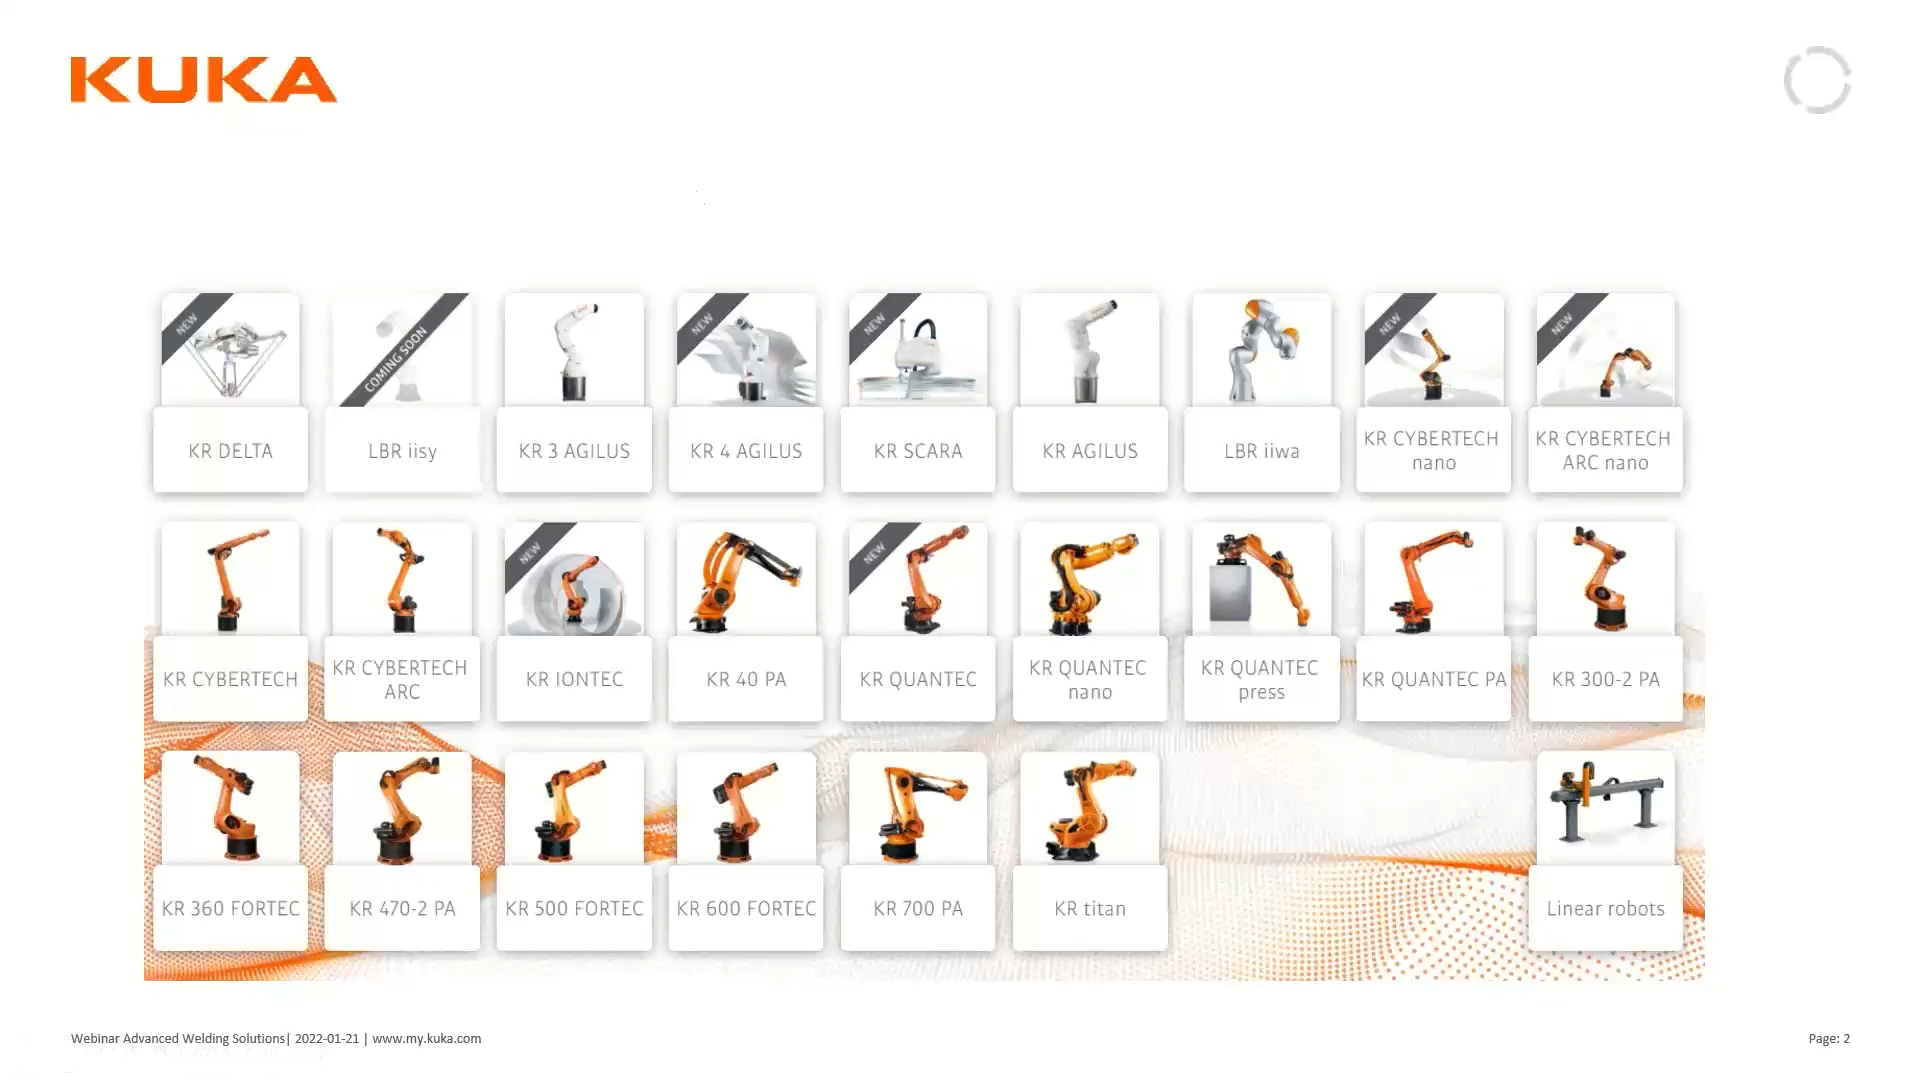 KUKA
NEW
COMING SOON
NEW
NEW
NEW
NEW
KR DELTA
LBR iisy
KR 3 AGILUS
KR 4 AGILUS
KR SCARA
KR AGILUS
LBR iiwa
KR CYBERTECH
nano
KR CYBERTECH
ARC nano
NEW
NEW
KR CYBERTECH
KR CYBERTECH
ARC
KR IONTEC
KR 40 PA
KR QUANTEC
KR QUANTEC
nano
KR QUANTEC
press
KR QUANTEC PA
KR 300-2 PA
KR 360 FORTEC
KR 470-2 PA
KR 500 FORTEC
KR 600 FORTEC
KR 700 PA
KR titan
Linear robots
Webinar Advanced Welding Solutions| 2022-01-21 | www.my.kuka.com
Page: 2